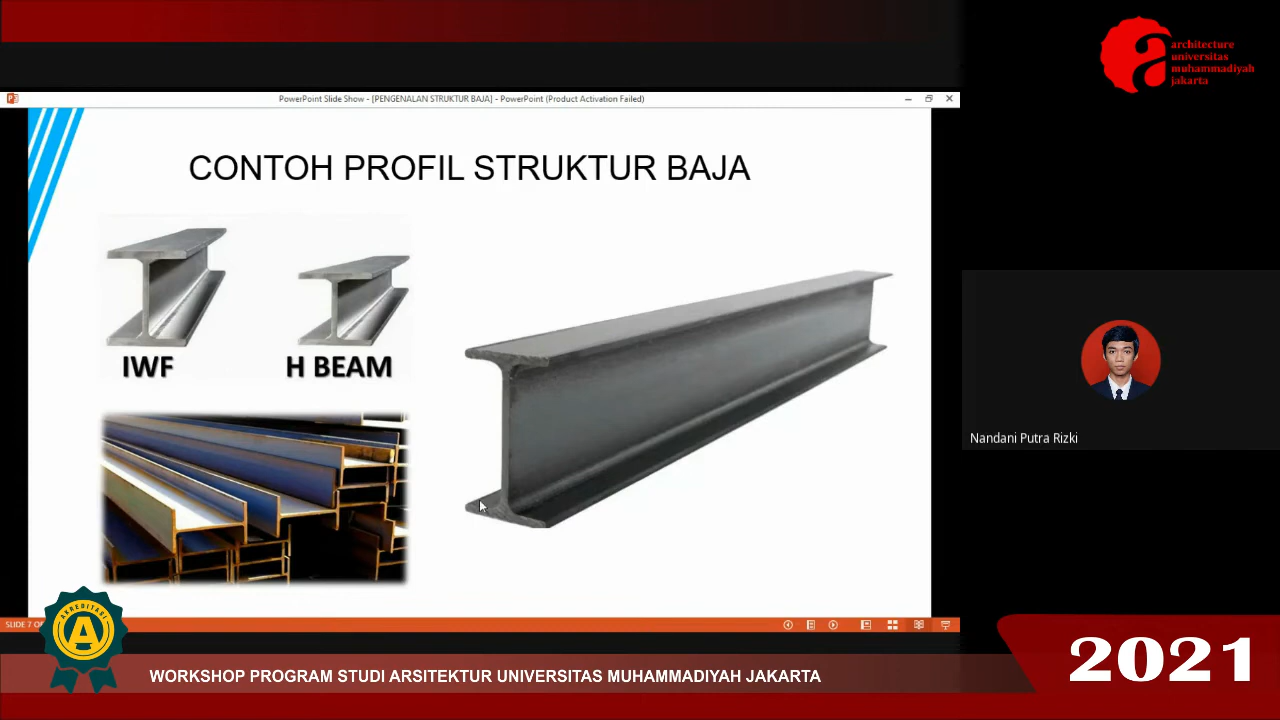 architecture
universitas
muhammadiyah
jakarta
PowerPoint Slide Show - [PENGENALAN STRUKTUR BAJA] - PowerPoint (Product Activation Failed)
CONTOH PROFIL STRUKTUR BAJA
IWF
H BEAM
Nandani Putra Rizki
SLIDE 7
AKREDITASI
A
2021
WORKSHOP PROGRAM STUDI ARSITEKTUR UNIVERSITAS MUHAMMADIYAH JAKARTA